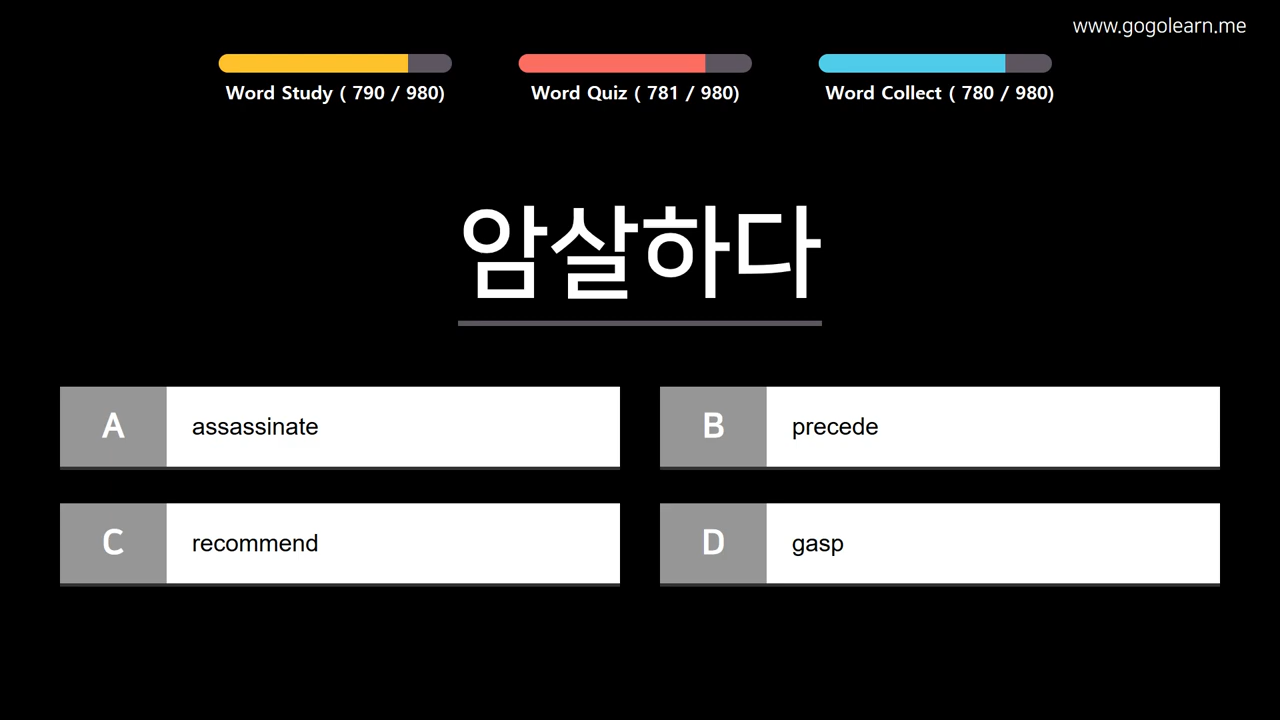 www.gogolearn.me
Word Study ( 790 / 980)
Word Quiz ( 781 / 980)
Word Collect ( 780 / 980)
암살하다
A assassinate
B precede
C recommend
D gasp